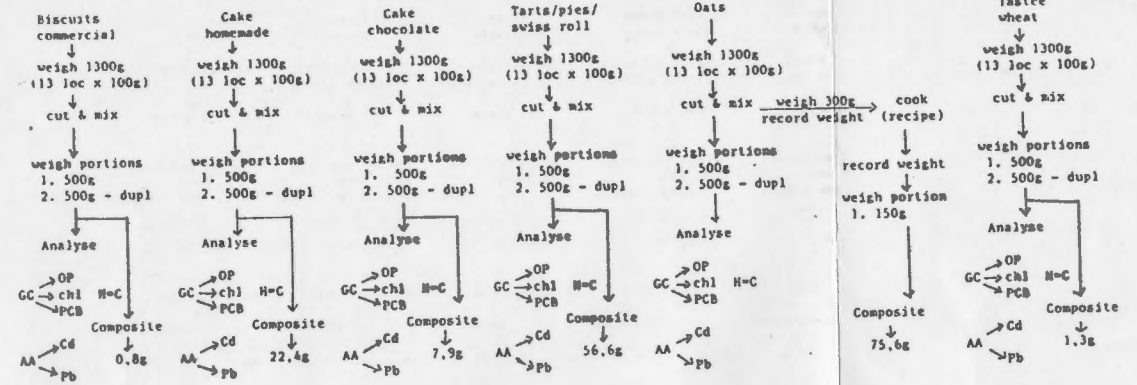 Biscuits
commercial
weigh 1300g
(13 loc x 100g)
cut & mix
weigh portions
1. 500g
2. 500g - dupl
Analyse
OP
GC chl N=C
PCB
Composite
Cd
AA 0,8g
Pb
Cake
homemade
weigh 1300g
(13 loc x 100g)
cut & mix
weigh portions
1. 500g
2. 500g - dupl
Analyse
OP
GC chl H=C
PCB
Composite
Cd
AA 22,4g
Pb
Cake
chocolate
weigh 1300g
(13 loc x 100g)
cut & mix
weigh portions
1. 500g
2. 500g - dupl
Analyse
OP
GC chl N=C
PCB
Composite
Cd
AA 7,9g
Pb
Tarts/pies/
swiss roll
weigh 1300g
(13 loc x 100g)
cut & mix
weigh portions
1. 500g
2. 500g - dupl
Analyse
OP
GC chl N=C
PCB
Composite
Cd
AA 56,6g
Pb
Oats
weigh 1300g
(13 loc x 100g)
cut & mix
weigh portions
1. 500g
2. 500g - dupl
Analyse
OP
GC chl H=C
PCB
Cd
AA
Pb
weigh 300g
record weight
cook
(recipe)
record weight
weigh portion
1. 150g
Composite
75,6g
Tastee
wheat
weigh 1300g
(13 loc x 100g)
cut & mix
weigh portions
1. 500g
2. 500g - dupl
Analyse
OP
GC chl N=C
PCB
Composite
Cd
AA 1,3g
Pb